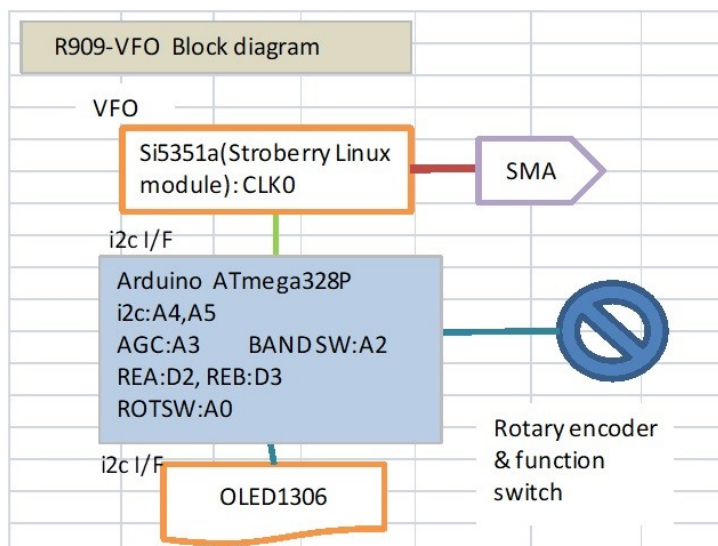 R909-VFO Block diagram
VFO
Si5351a(Stroberry Linux
module): CLK0
SMA
i2c I/F
Arduino ATmega328P
i2c:A4,A5
AGC:A3 BAND SW:A2
REA:D2, REB:D3
ROTSW:A0
Rotary encoder
& function
switch
i2c I/F
OLED1306